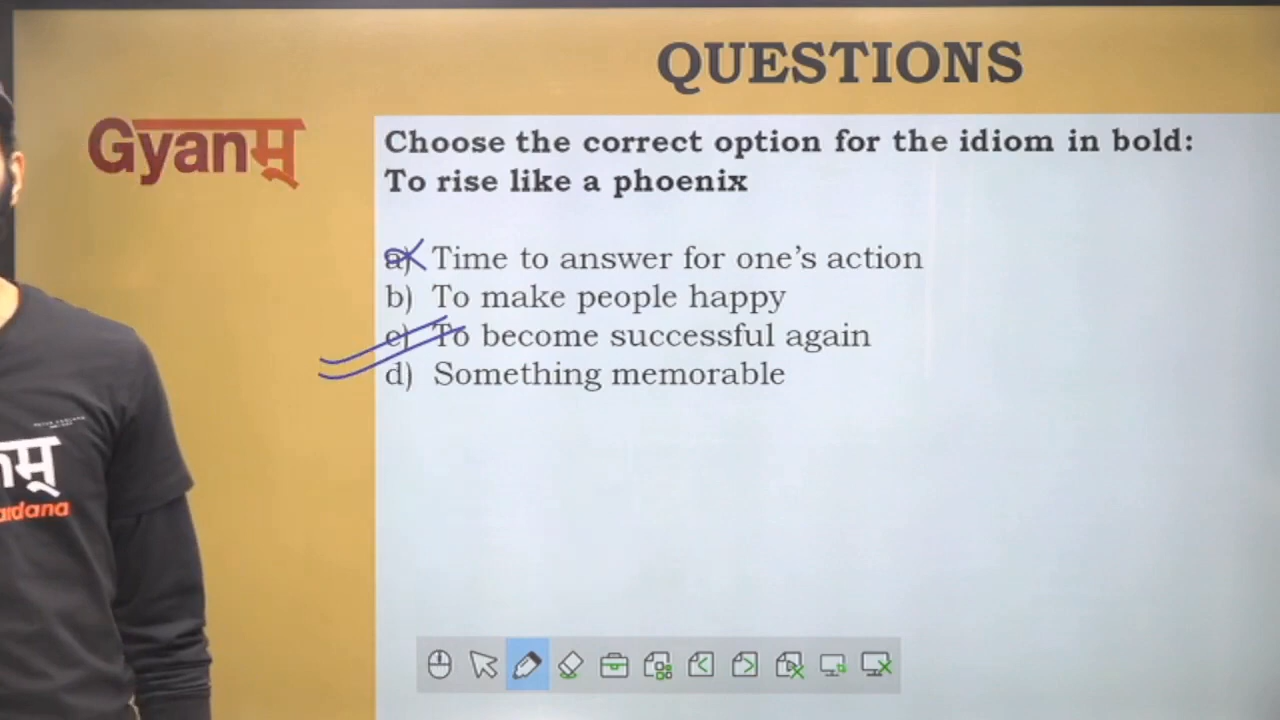 QUESTIONS
Gyanम्
Choose the correct option for the idiom in bold:
To rise like a phoenix
a) Time to answer for one's action
b) To make people happy
c) To become successful again
d) Something memorable
म्